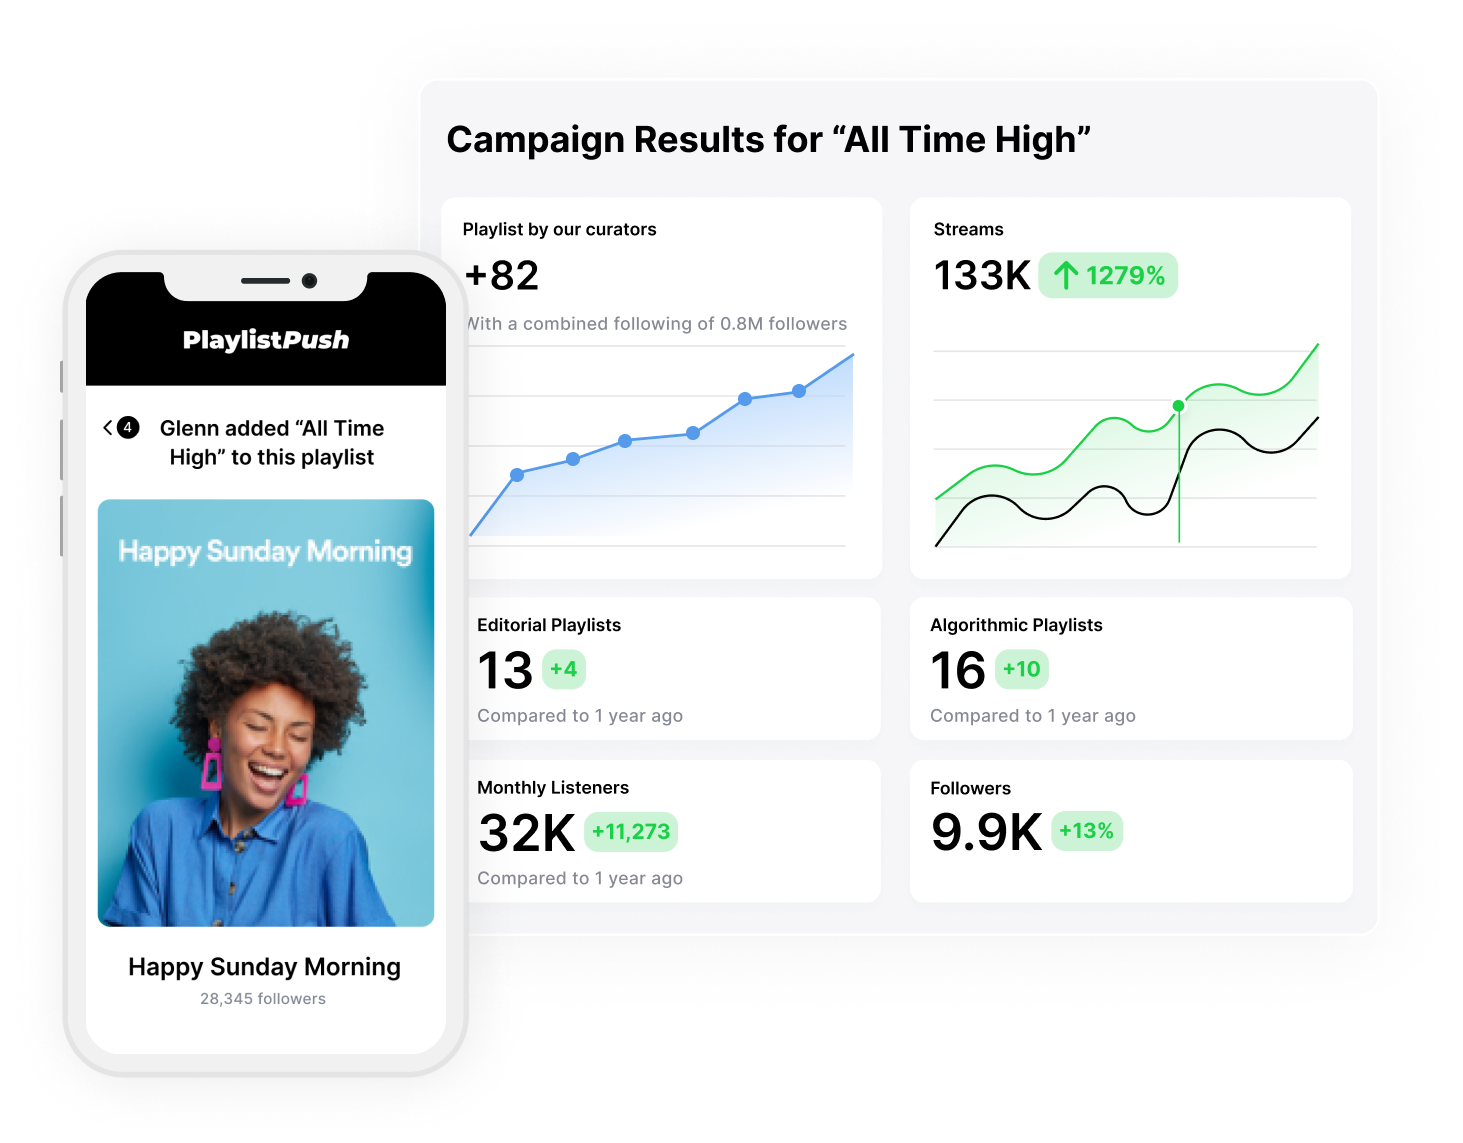 Campaign Results for “All Time High”
Playlist by our curators
+82
With a combined following of 0.8M followers
Streams
133K
1279%
Editorial Playlists
13
+4
Compared to 1 year ago
Algorithmic Playlists
16
+10
Compared to 1 year ago
Monthly Listeners
32K
+11,273
Compared to 1 year ago
Followers
9.9K
+13%
PlaylistPush
4
Glenn added “All Time
High” to this playlist
Happy Sunday Morning
Happy Sunday Morning
28,345 followers